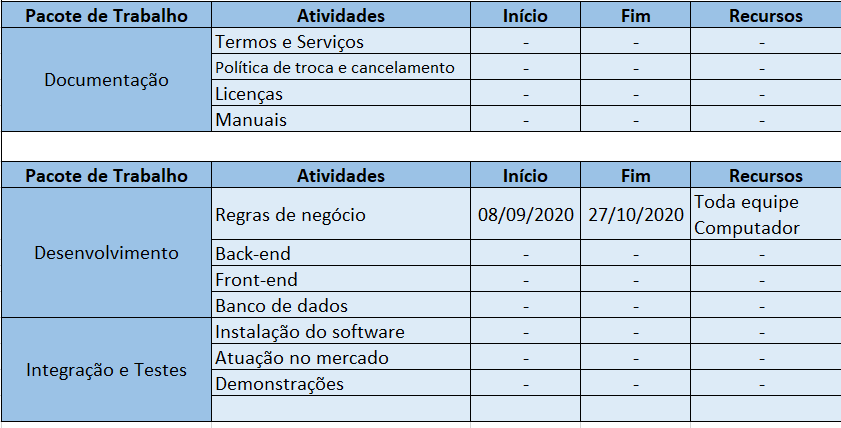 Pacote de Trabalho Atividades Início Fim Recursos
Documentação
Termos e Serviços - - -
Política de troca e cancelamento - - -
Licenças - - -
Manuais - - -
Pacote de Trabalho Atividades Início Fim Recursos
Desenvolvimento
Regras de negócio 08/09/2020 27/10/2020 Toda equipe
Computador
Back-end - - -
Front-end - - -
Banco de dados - - -
Integração e Testes
Instalação do software - - -
Atuação no mercado - - -
Demonstrações - - -